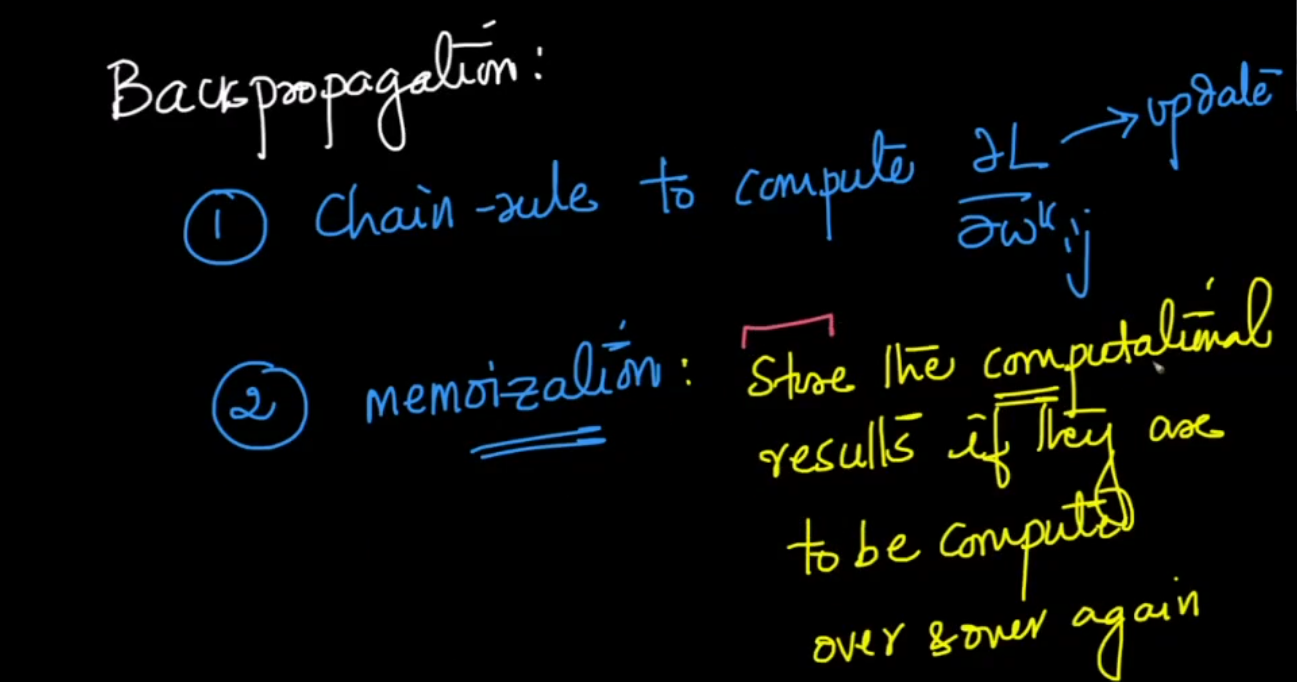 Backpropagation:
① Chain-rule to compute ∂L/∂w^k_ij → update
② memoization: Store the computational
results if they are
to be computed
over & over again